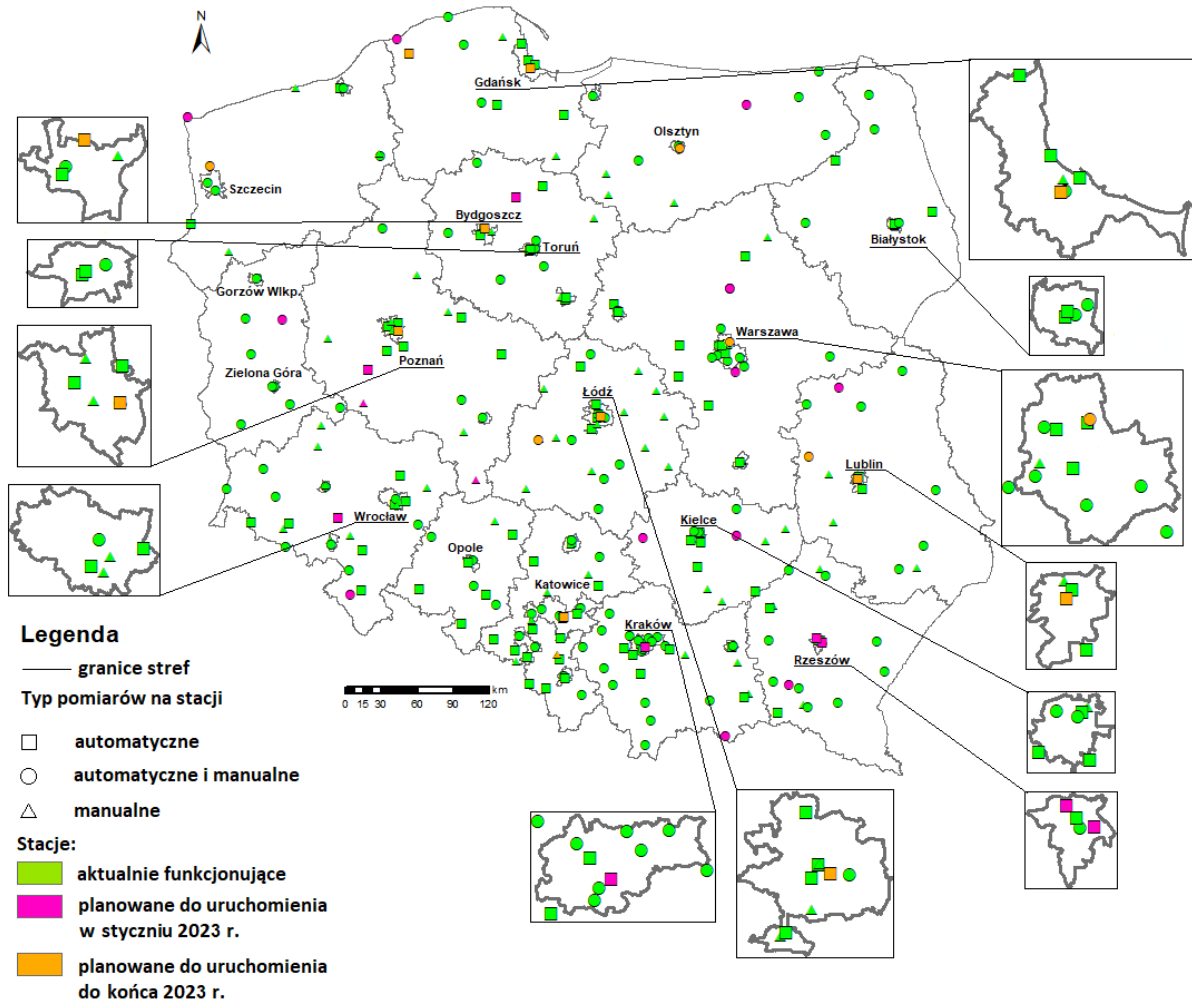 N
Gdańsk
Olsztyn
Szczecin
Bydgoszcz
Toruń
Białystok
Gorzów Wlkp.
Warszawa
Poznań
Zielona Góra
Łódź
Lublin
Wrocław
Kielce
Opole
Katowice
Kraków
Rzeszów
km
0 15 30 60 90 120
Legenda
granice stref
Typ pomiarów na stacji
automatyczne
automatyczne i manualne
manualne
Stacje:
aktualnie funkcjonujące
planowane do uruchomienia
w styczniu 2023 r.
planowane do uruchomienia
do końca 2023 r.